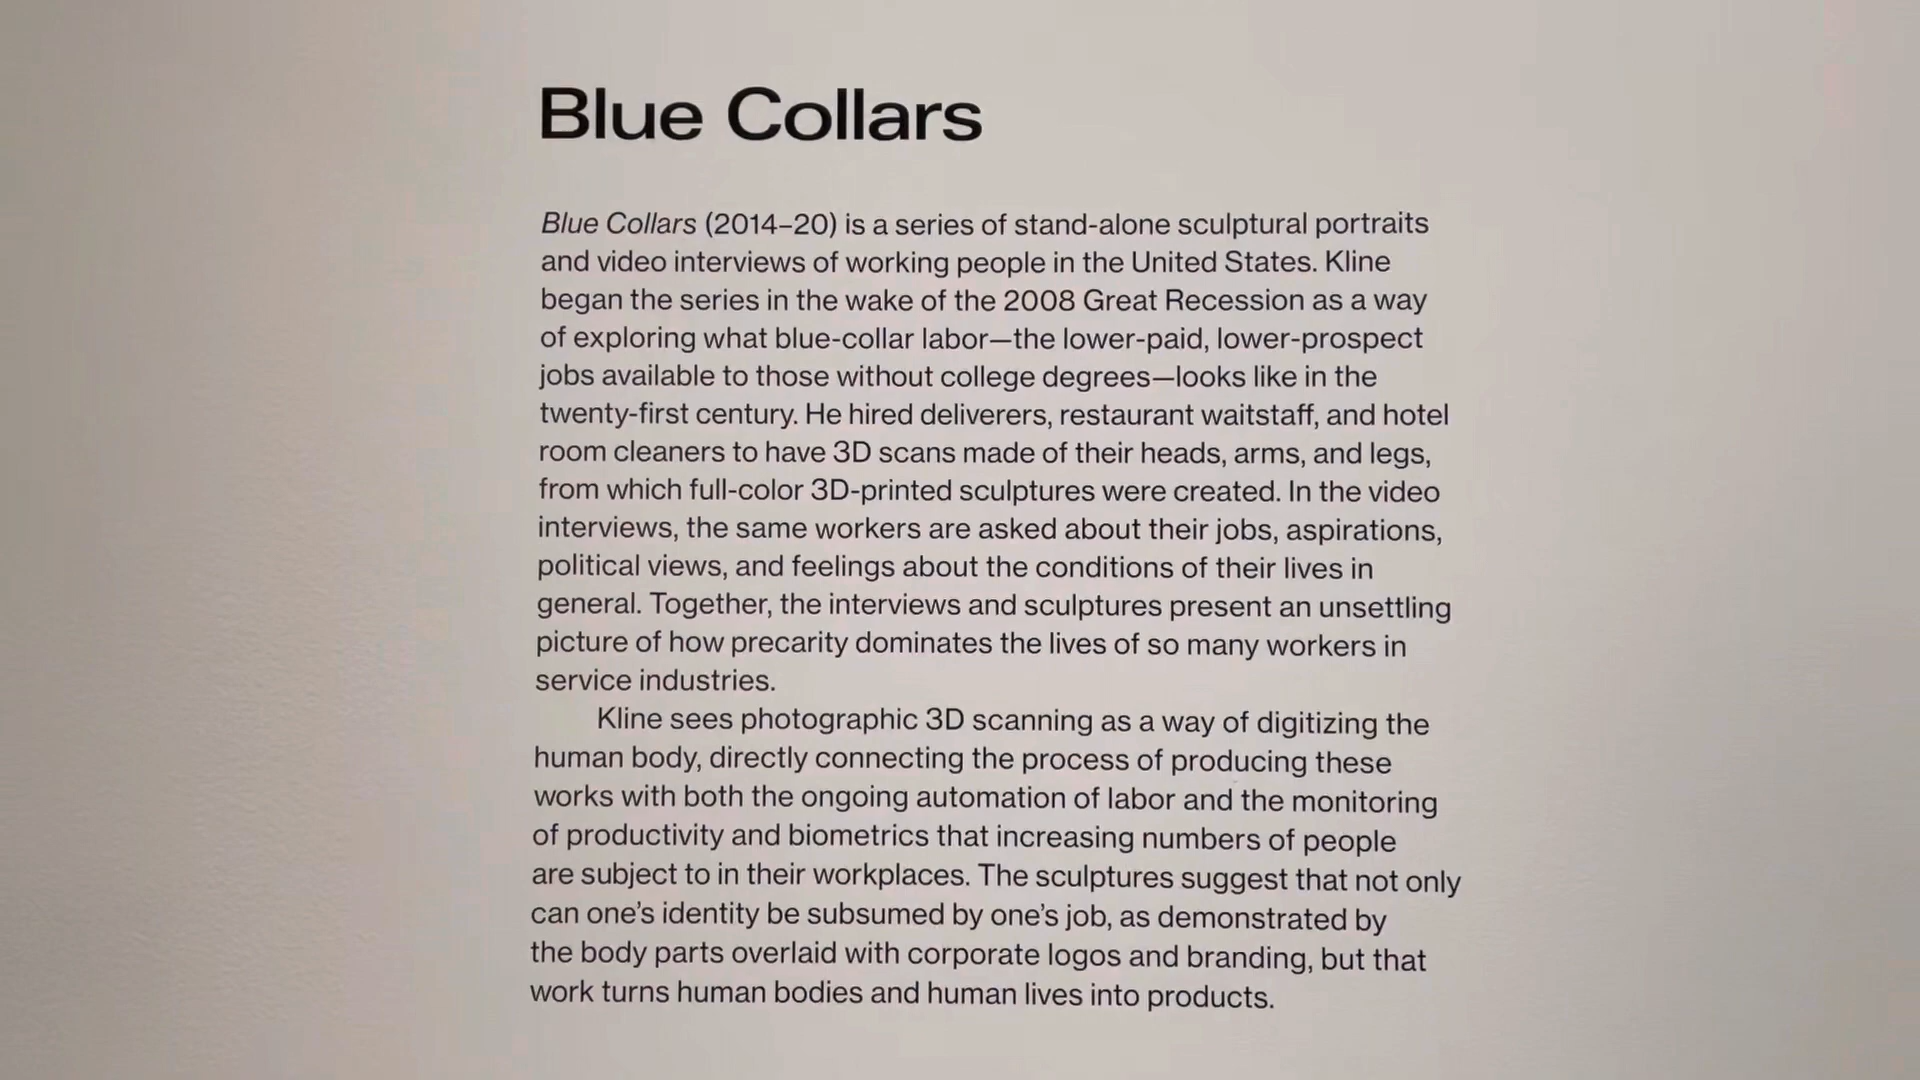 Blue Collars
Blue Collars (2014–20) is a series of stand-alone sculptural portraits
and video interviews of working people in the United States. Kline
began the series in the wake of the 2008 Great Recession as a way
of exploring what blue-collar labor—the lower-paid, lower-prospect
jobs available to those without college degrees—looks like in the
twenty-first century. He hired deliverers, restaurant waitstaff, and hotel
room cleaners to have 3D scans made of their heads, arms, and legs,
from which full-color 3D-printed sculptures were created. In the video
interviews, the same workers are asked about their jobs, aspirations,
political views, and feelings about the conditions of their lives in
general. Together, the interviews and sculptures present an unsettling
picture of how precarity dominates the lives of so many workers in
service industries.
Kline sees photographic 3D scanning as a way of digitizing the
human body, directly connecting the process of producing these
works with both the ongoing automation of labor and the monitoring
of productivity and biometrics that increasing numbers of people
are subject to in their workplaces. The sculptures suggest that not only
can one’s identity be subsumed by one’s job, as demonstrated by
the body parts overlaid with corporate logos and branding, but that
work turns human bodies and human lives into products.